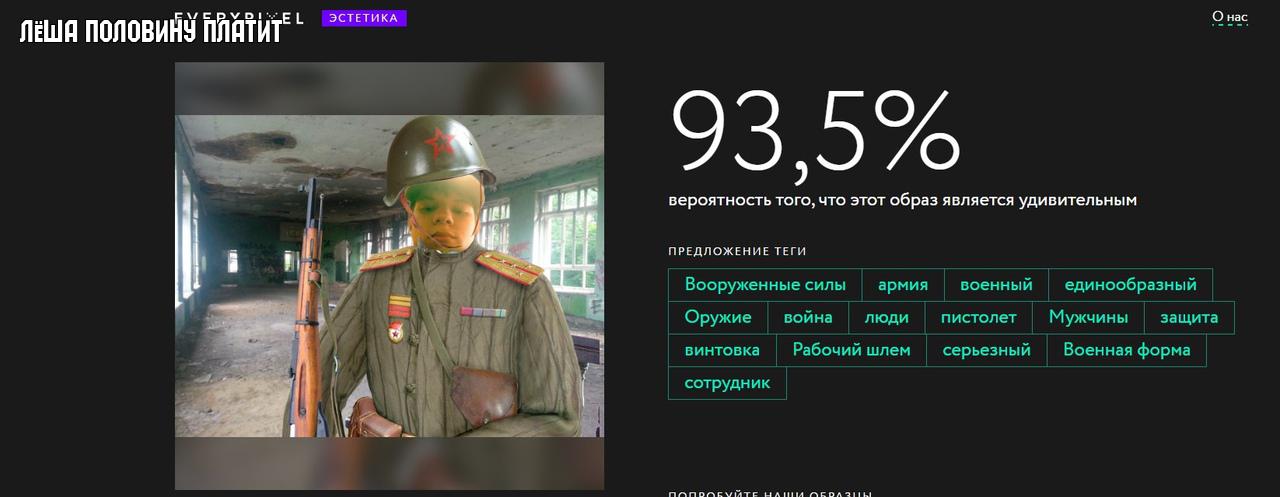 EVERYPIXEL ЭСТЕТИКА О нас
ЛЁША ПОЛОВИНУ ПЛАТИТ
93,5%
вероятность того, что этот образ является удивительным
ПРЕДЛОЖЕНИЕ ТЕГИ
Вооруженные силы армия военный единообразный
Оружие война люди пистолет Мужчины защита
винтовка Рабочий шлем серьезный Военная форма
сотрудник
ПОПРОБУЙТЕ НАШИ ОБРАЗЦЫ